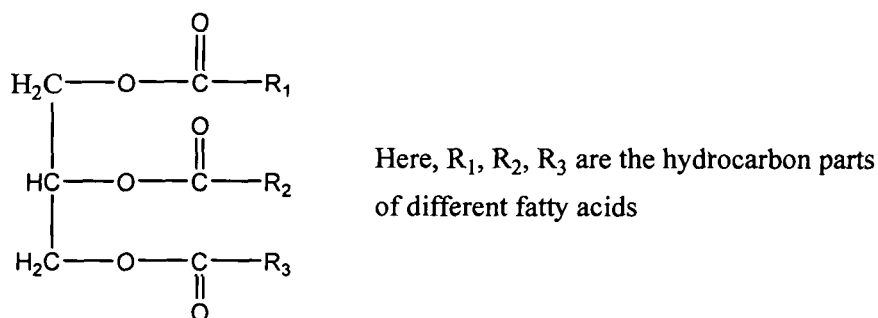 O
H₂C—O—C—R₁
O
HC—O—C—R₂ Here, R₁, R₂, R₃ are the hydrocarbon parts
of different fatty acids
H₂C—O—C—R₃
O